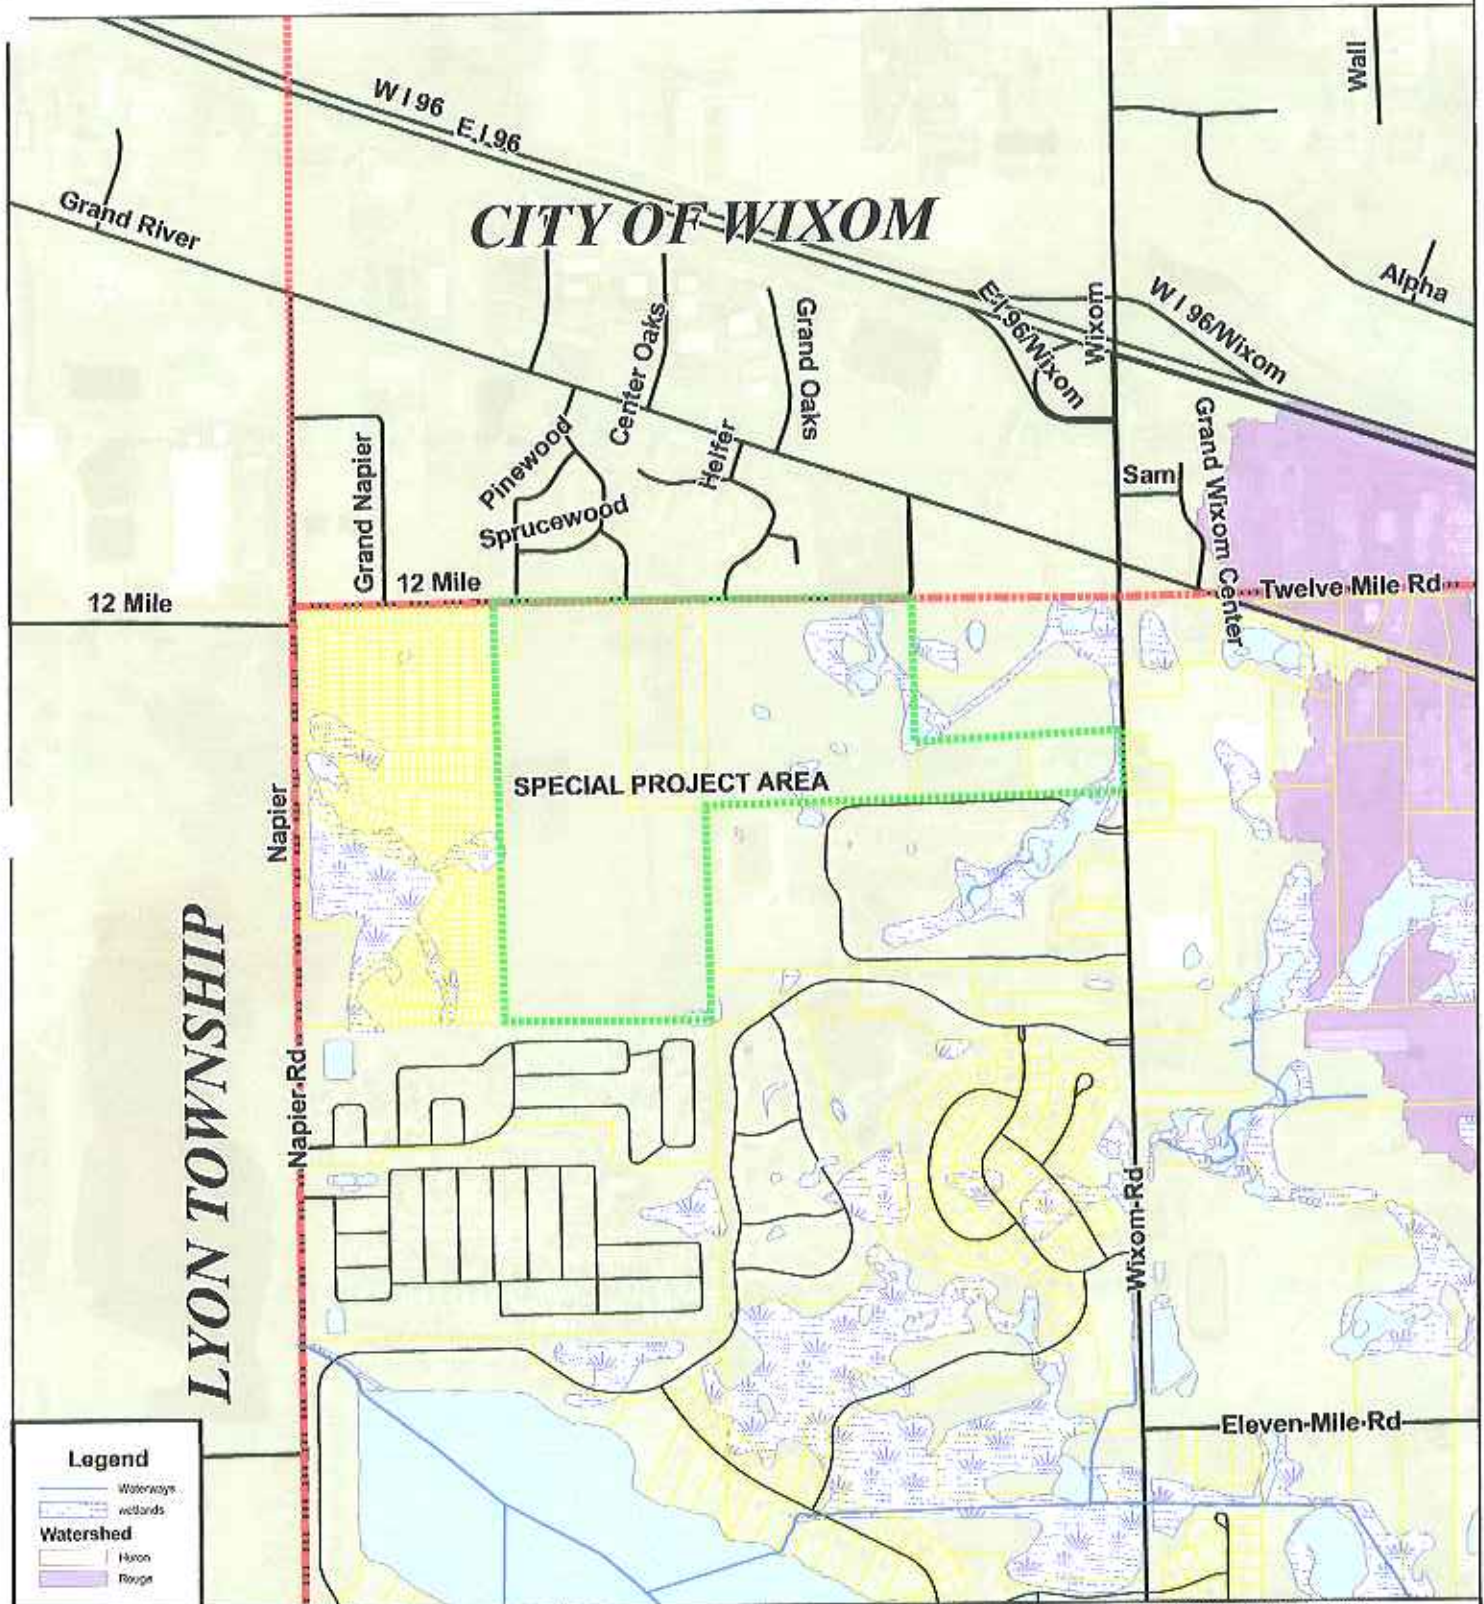 Wall
W I 96
E I 96
Grand River
CITY OF WIXOM
Alpha
Wixom
W I 96/Wixom
E I 96/Wixom
Center Oaks
Grand Oaks
Grand Napier
Pinewood
Helfer
Sam
Grand Wixom Center
Sprucewood
12 Mile
12 Mile
Twelve Mile Rd
SPECIAL PROJECT AREA
Napier
LYON TOWNSHIP
Napier Rd
Wixom Rd
Eleven Mile Rd
Legend
Waterways
wetlands
Watershed
Huron
Rouge